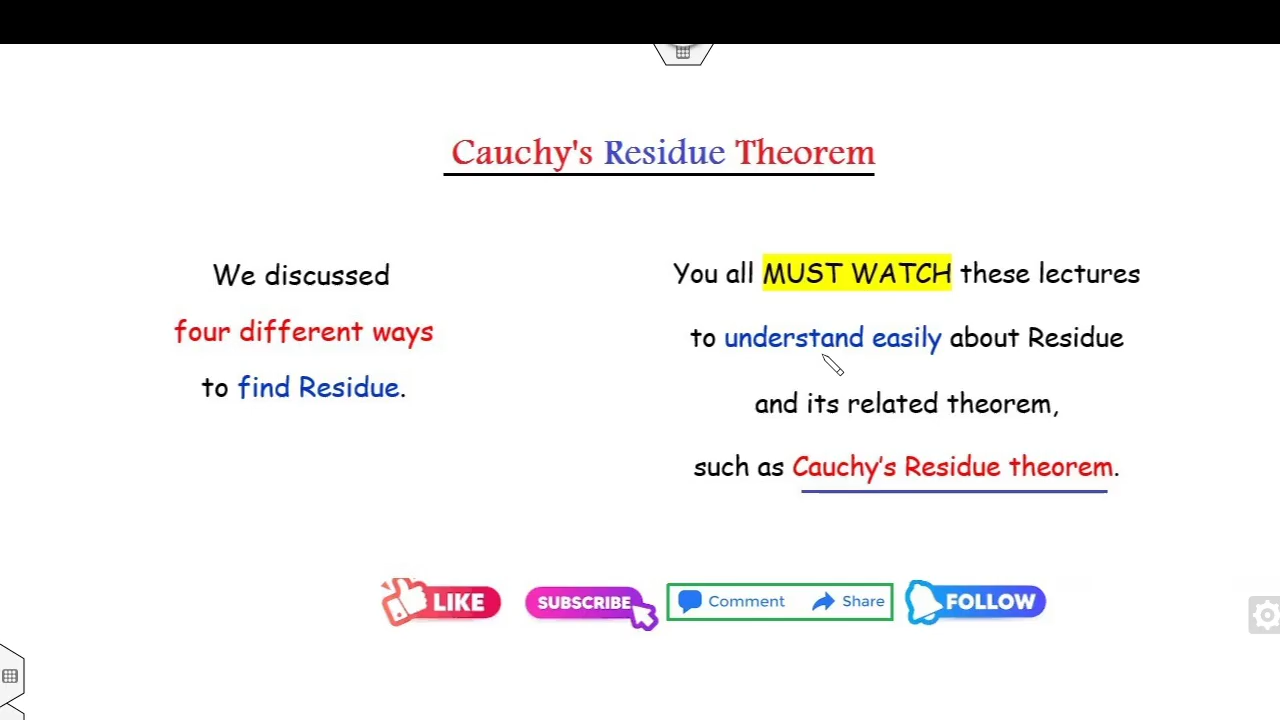 Cauchy's Residue Theorem
We discussed
four different ways
to find Residue.
You all MUST WATCH these lectures
to understand easily about Residue
and its related theorem,
such as Cauchy's Residue theorem.
LIKE
SUBSCRIBE
Comment Share
FOLLOW